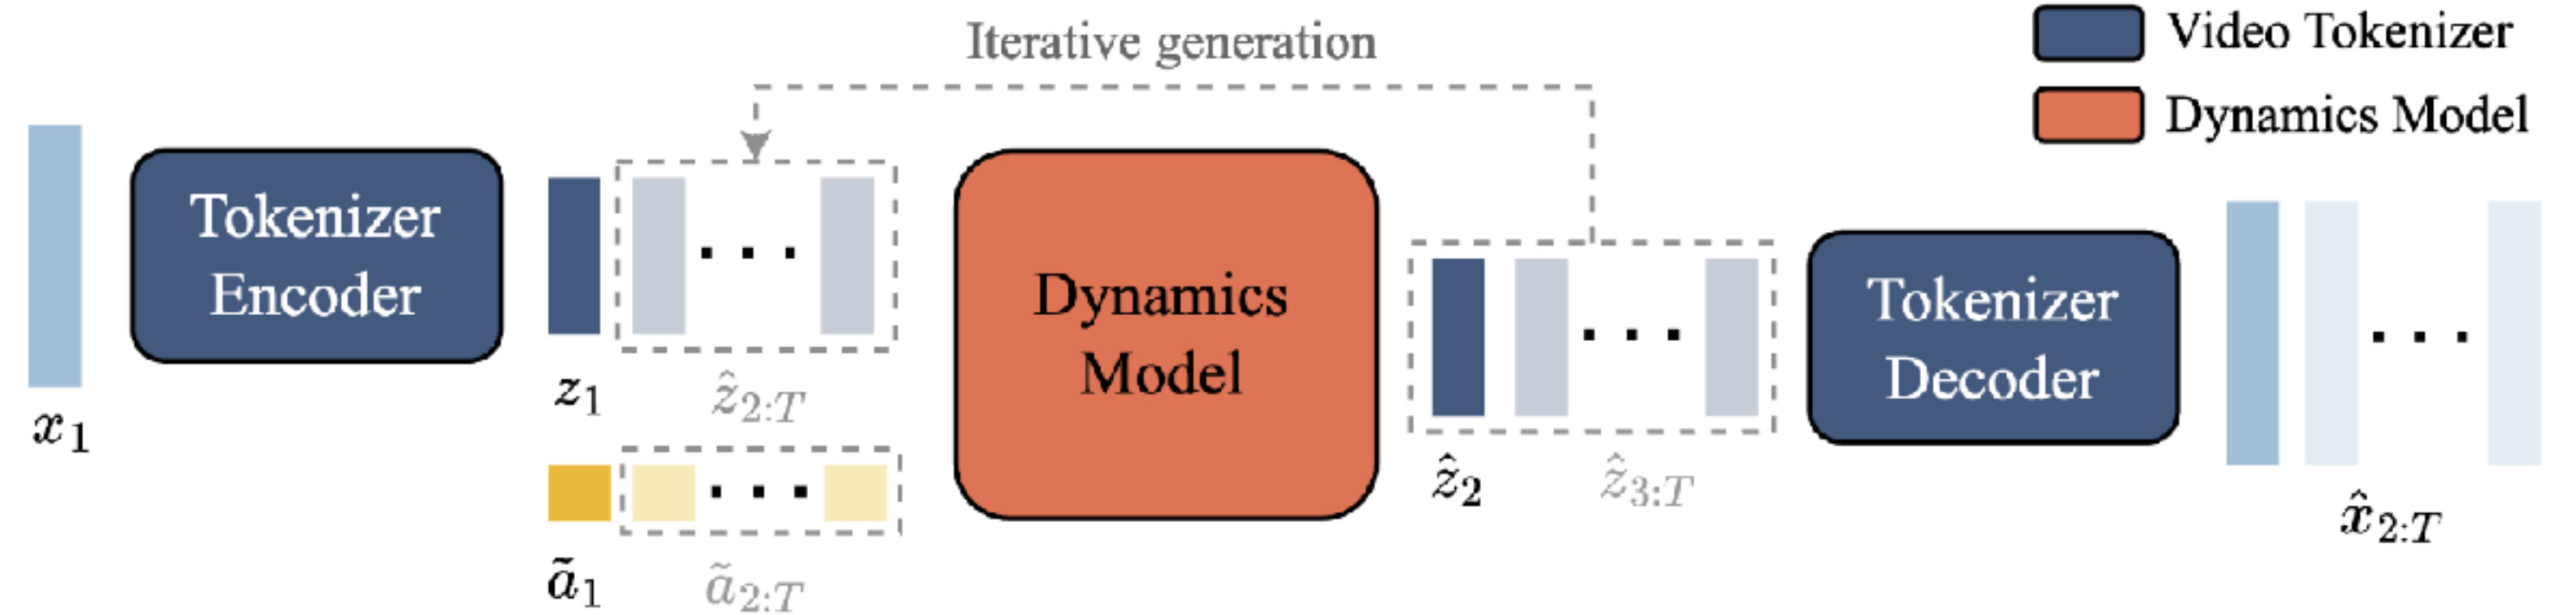 Iterative generation
Video Tokenizer
Dynamics Model
Tokenizer
Encoder
Dynamics
Model
Tokenizer
Decoder
x₁
z₁
ẑ₂:T
ã₁
ã₂:T
ẑ₂
ẑ₃:T
x̂₂:T